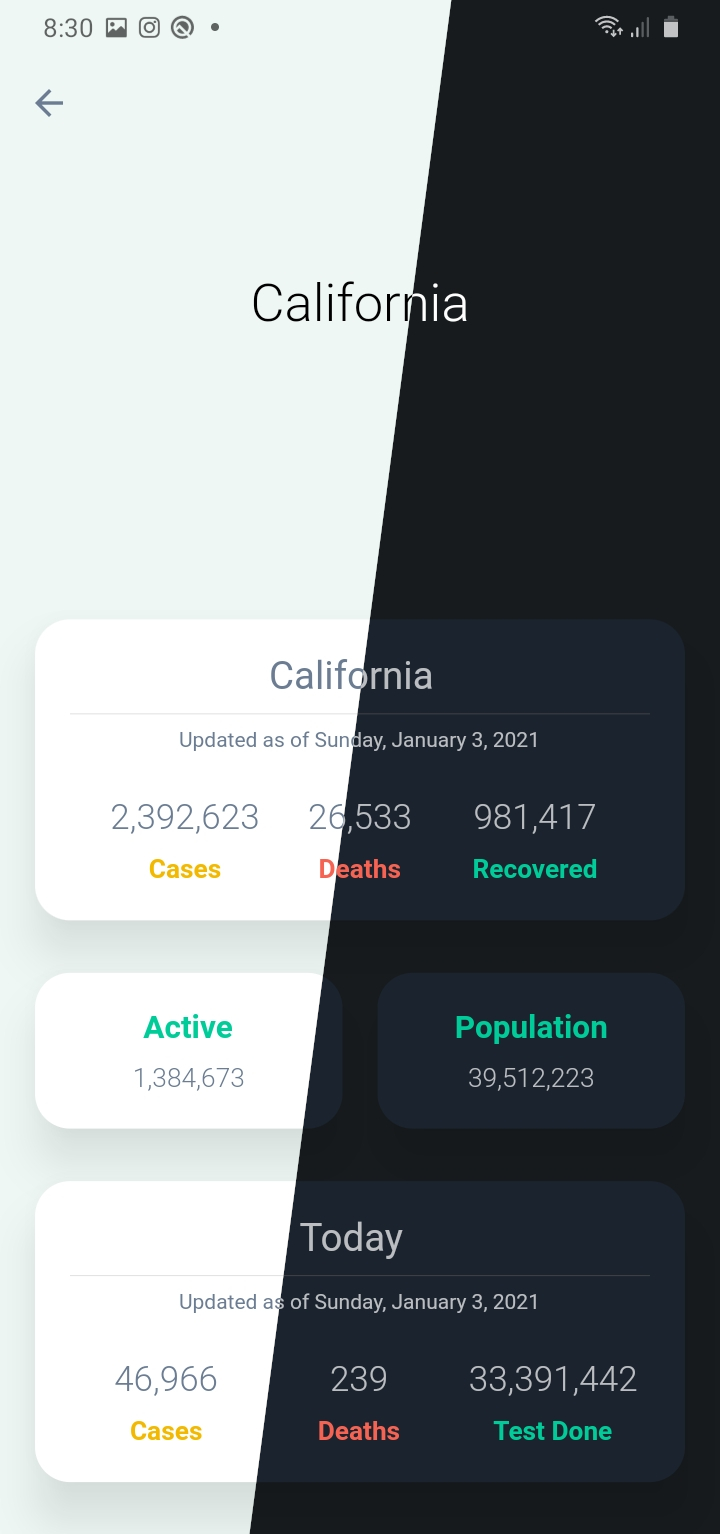 8:30
California
California
Updated as of Sunday, January 3, 2021
2,392,623 26,533 981,417
Cases Deaths Recovered
Active Population
1,384,673 39,512,223
Today
Updated as of Sunday, January 3, 2021
46,966 239 33,391,442
Cases Deaths Test Done